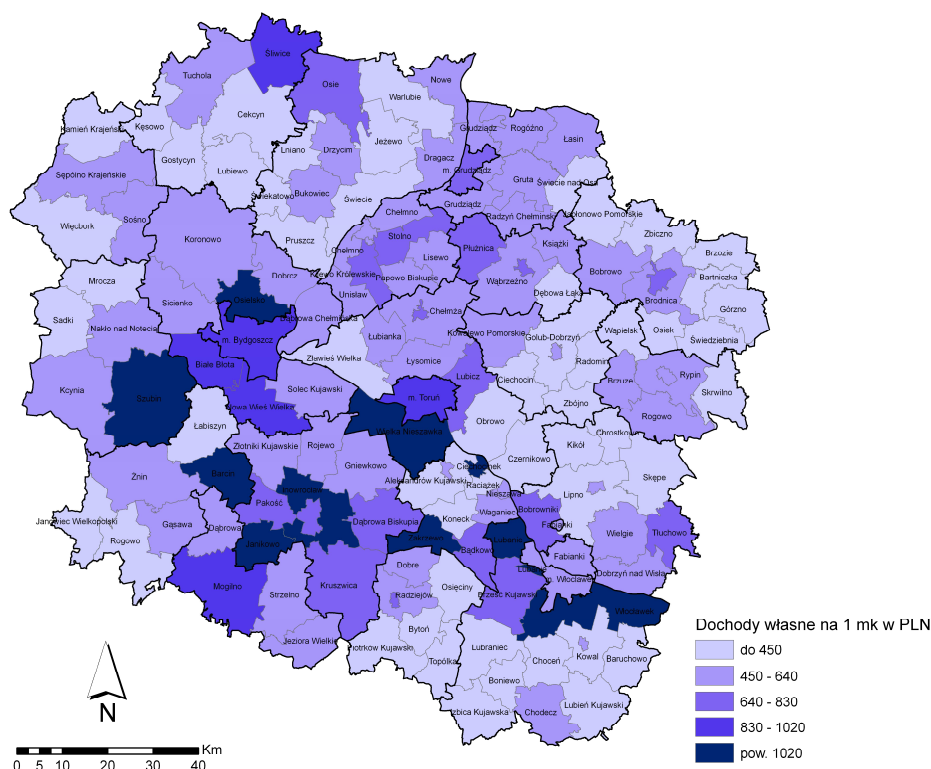 Śliwice
Tuchola
Osie
Nowe
Warlubie
Cekcyn
Kamień Krajeński
Kęsowo
Grudziądz
Rogóźno
Łasin
Jeżewo
Lniano
Drzycim
Gostycyn
Dragacz
Lubiewo
m. Grudziądz
Sępólno Krajeńskie
Gruta
Świecie nad Osą
Świekatowo
Bukowiec
Świecie
Grudziądz
Chełmno
Radzyń Chełmiński
Jabłonowo Pomorskie
Sośno
Więcbork
Zbiczno
Koronowo
Pruszcz
Stolno
Książki
Chełmno
Płużnica
Lisewo
Brzozie
Dobrcz
Kijewo Królewskie
Papowo Biskupie
Wąbrzeźno
Bobrowo
Bartniczka
Mrocza
Unisław
Dębowa Łąka
Brodnica
Sicienko
Osielsko
Górzno
Chełmża
Sadki
Dąbrowa Chełmińska
Nakło nad Notecią
Kowalewo Pomorskie
Wąpielsk
Osiek
m. Bydgoszcz
Łubianka
Golub-Dobrzyń
Świedziebnia
Zławieś Wielka
Łysomice
Radomin
Białe Błota
Kcynia
Solec Kujawski
Lubicz
Ciechocin
Brzuze
Rypin
Szubin
m. Toruń
Skrwilno
Nowa Wieś Wielka
Zbójno
Łabiszyn
Obrowo
Rogowo
Wielka Nieszawka
Chrostkowo
Złotniki Kujawskie
Rojewo
Kikół
Czernikowo
Gniewkowo
Ciechocinek
Barcin
Żnin
Aleksandrów Kujawski
Skępe
Raciążek
Inowrocław
Nieszawa
Lipno
Pakość
Bobrowniki
Waganiec
Janowiec Wielkopolski
Gąsawa
Dąbrowa
Dąbrowa Biskupia
Koneck
Fabianki
Wielgie
Tłuchowo
Rogowo
Janikowo
Zakrzewo
Lubanie
Bądkowo
Fabianki
Dobre
Lubanie
Dobrzyń nad Wisłą
m. Włocławek
Mogilno
Kruszwica
Osięciny
Strzelno
Radziejów
Brześć Kujawski
Włocławek
Bytoń
Jeziora Wielkie
Piotrków Kujawski
Lubraniec
Kowal
Topólka
Choceń
Baruchowo
Boniewo
Izbica Kujawska
Chodecz
Lubień Kujawski
Dochody własne na 1 mk w PLN
do 450
450 - 640
640 - 830
830 - 1020
pow. 1020
N
Km
0 5 10 20 30 40